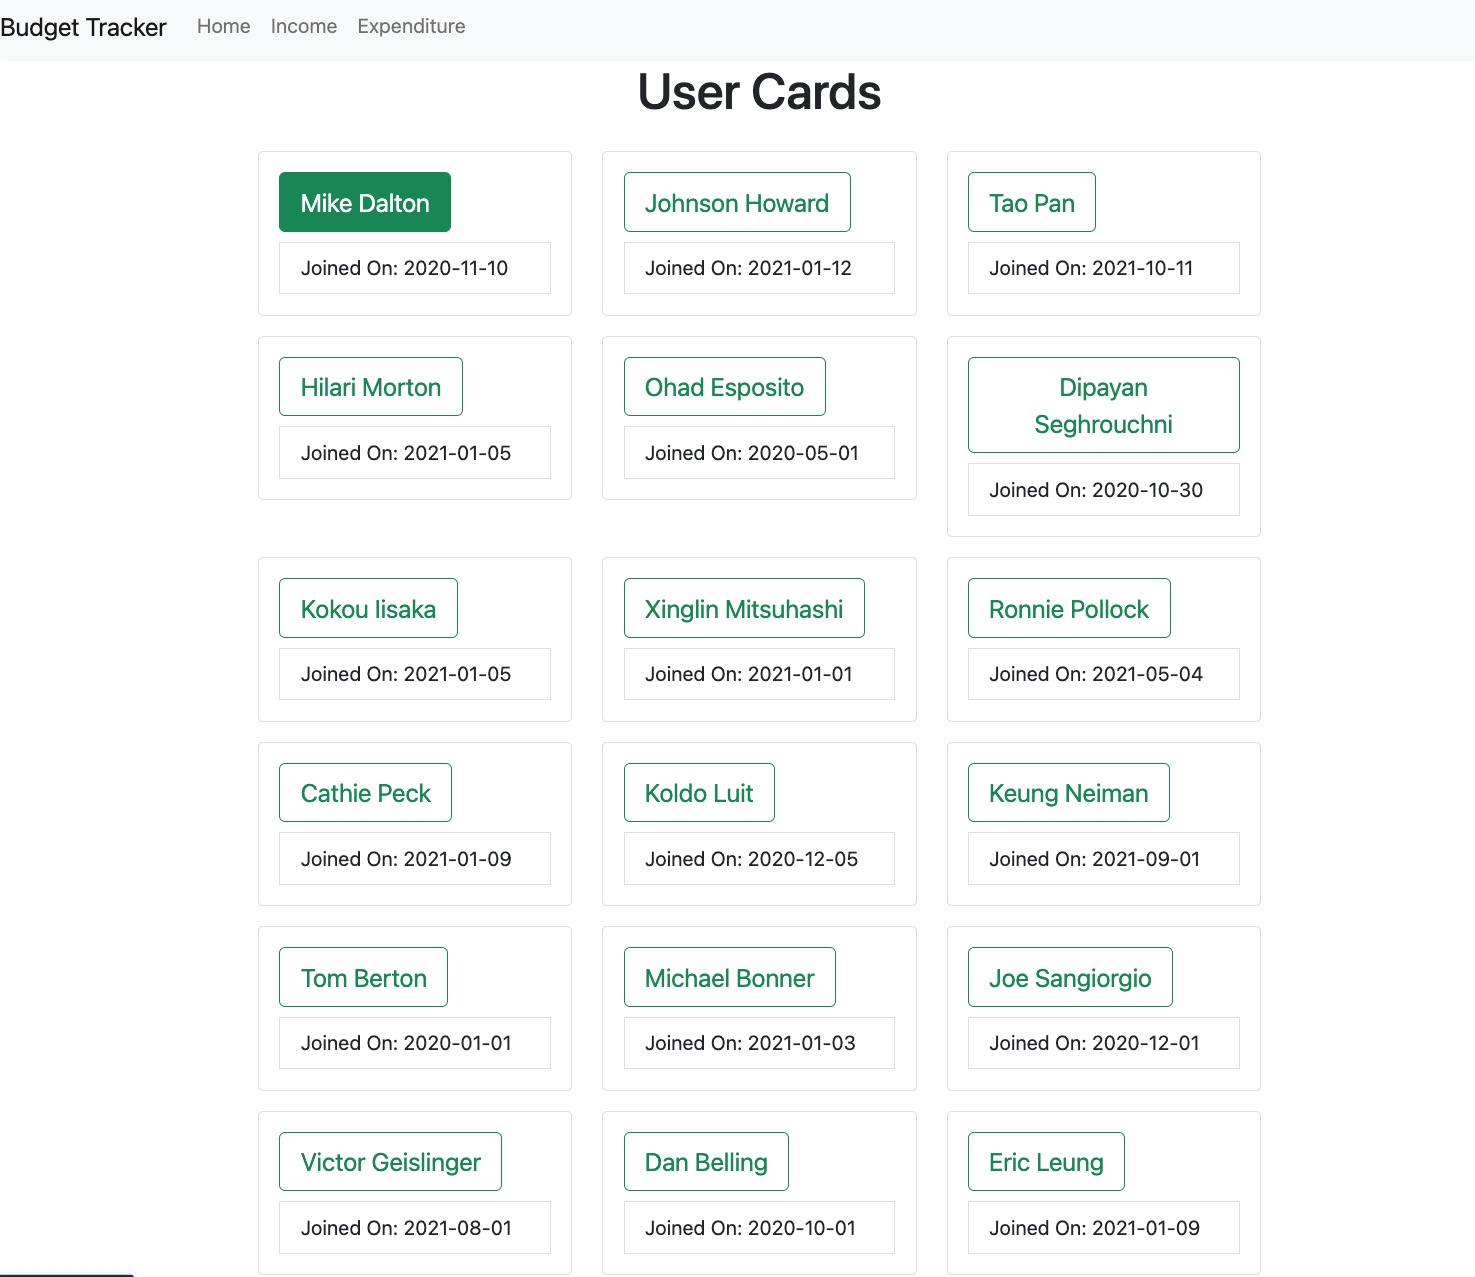 Budget Tracker Home Income Expenditure
User Cards
Mike Dalton
Joined On: 2020-11-10
Johnson Howard
Joined On: 2021-01-12
Tao Pan
Joined On: 2021-10-11
Hilari Morton
Joined On: 2021-01-05
Ohad Esposito
Joined On: 2020-05-01
Dipayan
Seghrouchni
Joined On: 2020-10-30
Kokou Iisaka
Joined On: 2021-01-05
Xinglin Mitsuhashi
Joined On: 2021-01-01
Ronnie Pollock
Joined On: 2021-05-04
Cathie Peck
Joined On: 2021-01-09
Koldo Luit
Joined On: 2020-12-05
Keung Neiman
Joined On: 2021-09-01
Tom Berton
Joined On: 2020-01-01
Michael Bonner
Joined On: 2021-01-03
Joe Sangiorgio
Joined On: 2020-12-01
Victor Geislinger
Joined On: 2021-08-01
Dan Belling
Joined On: 2020-10-01
Eric Leung
Joined On: 2021-01-09